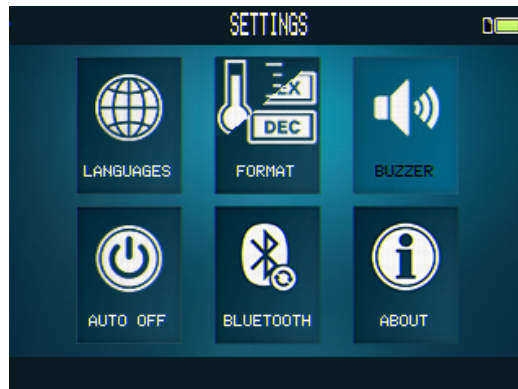 SETTINGS
LANGUAGES
DEC
FORMAT
BUZZER
AUTO OFF
BLUETOOTH
ABOUT